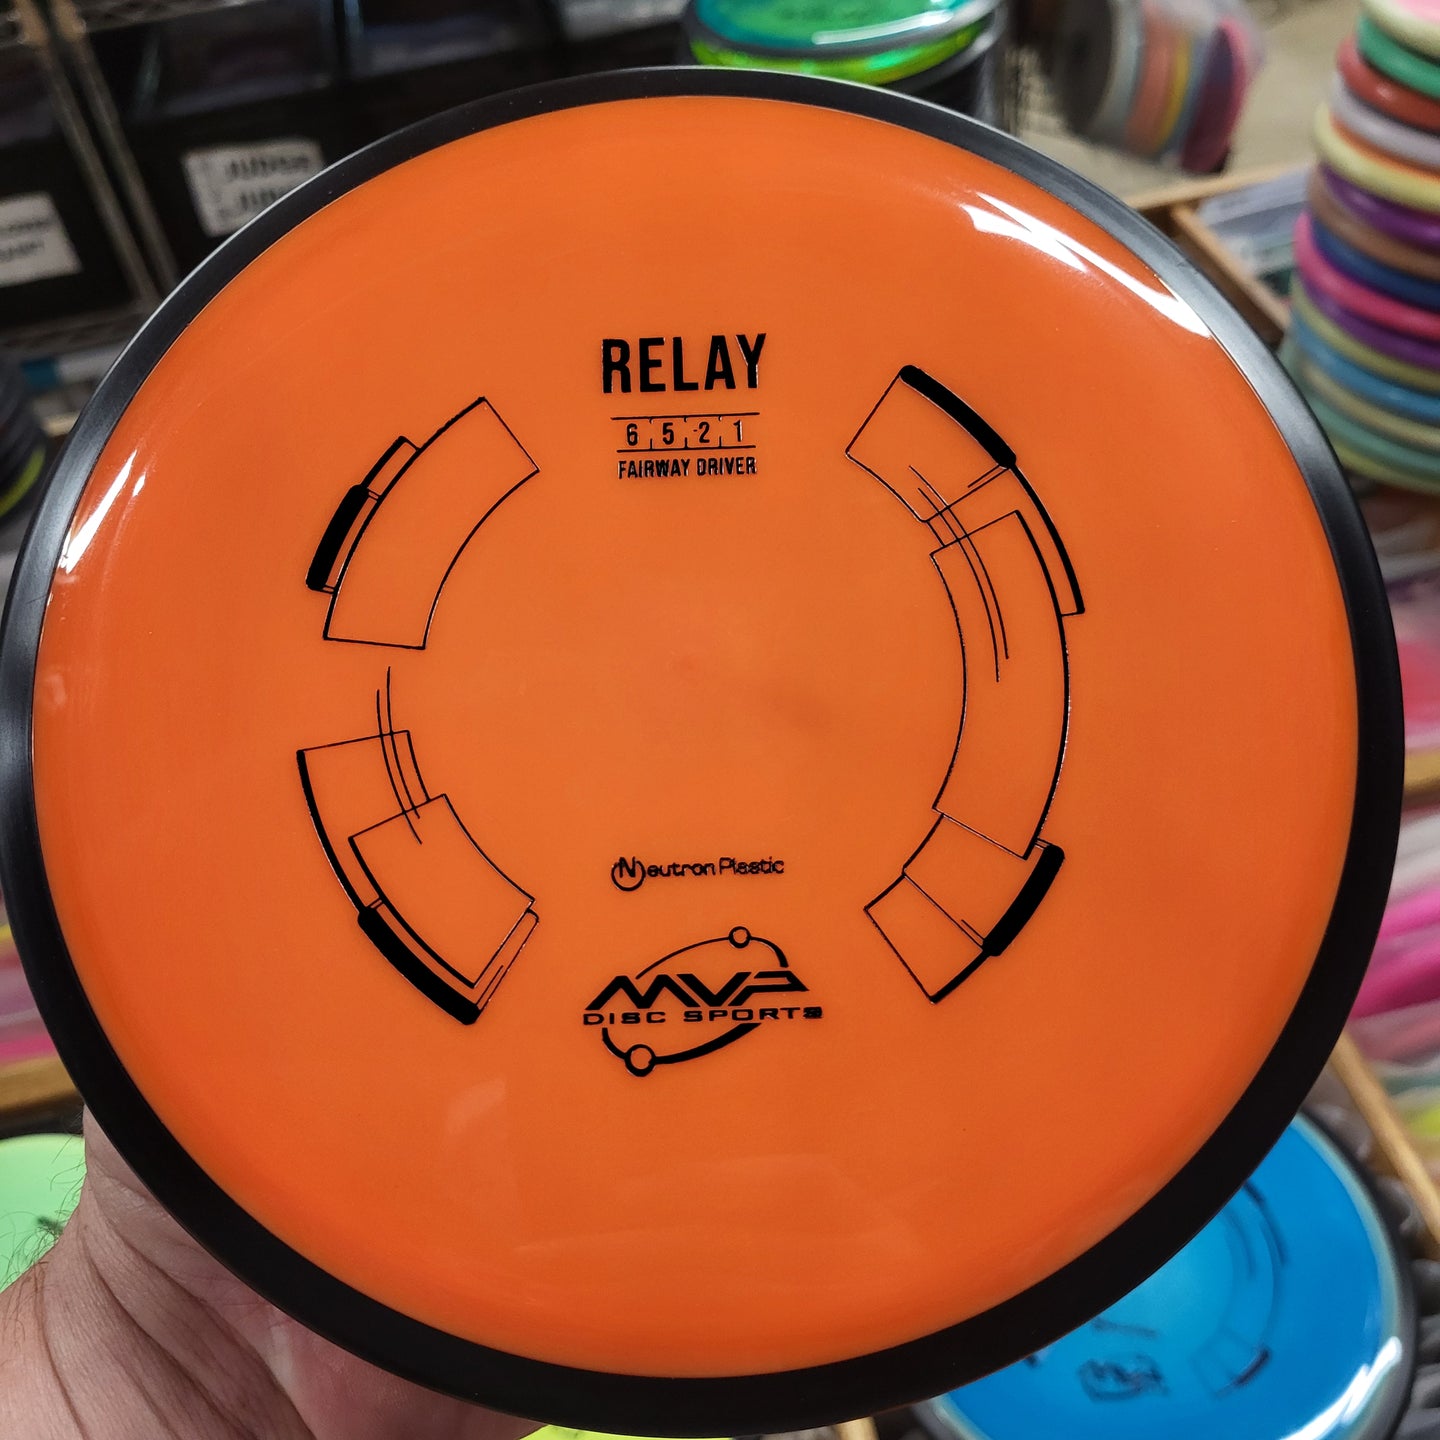 RELAY
6 5 -2 1
FAIRWAY DRIVER
Neutron Plastic
MVP
DISC SPORTS